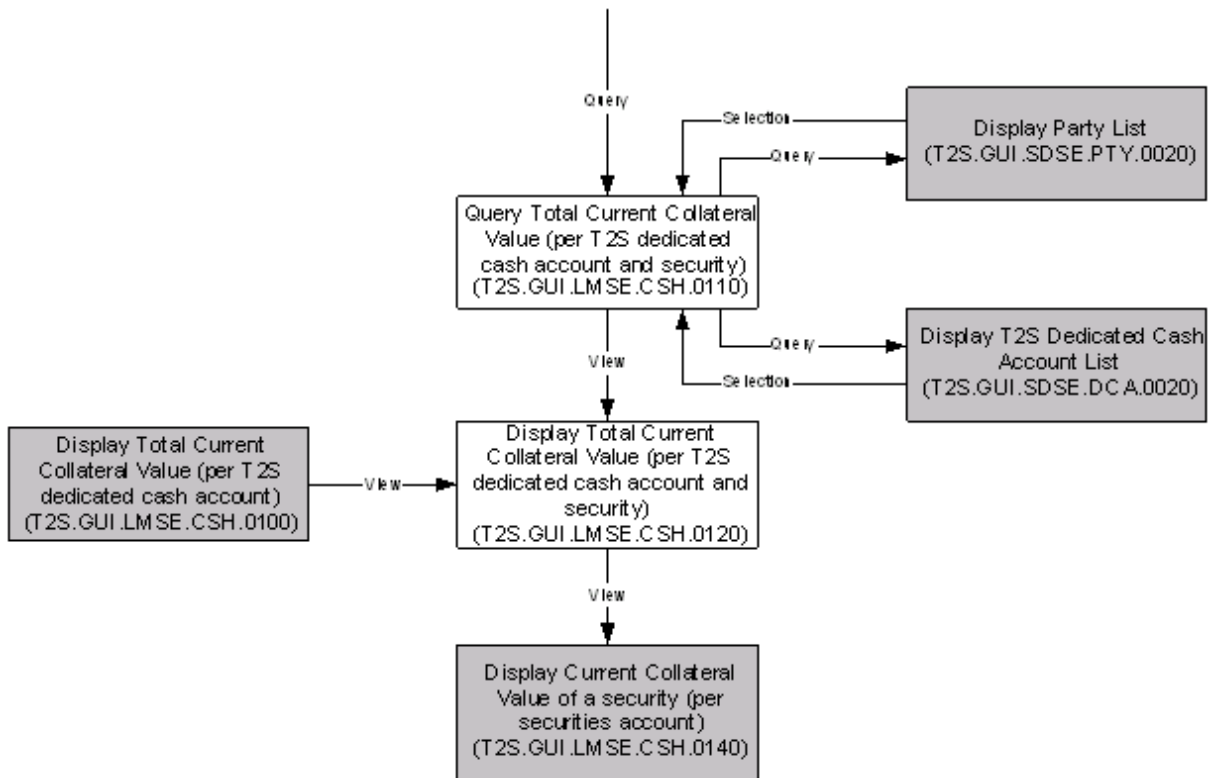 Query
Selection
Display Party List
(T2S.GUI.SDSE.PTY.0020)
Query
Query Total Current Collateral
Value (per T2S dedicated
cash account and security)
(T2S.GUI.LMSE.CSH.0110)
Query
Selection
Display T2S Dedicated Cash
Account List
(T2S.GUI.SDSE.DCA.0020)
View
Display Total Current
Collateral Value (per T2S
dedicated cash account)
(T2S.GUI.LMSE.CSH.0100)
View
Display Total Current
Collateral Value (per T2S
dedicated cash account and
security)
(T2S.GUI.LMSE.CSH.0120)
View
Display Current Collateral
Value of a security (per
securities account)
(T2S.GUI.LMSE.CSH.0140)